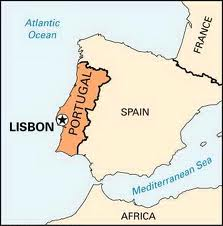 Atlantic
Ocean
FRANCE
PORTUGAL
SPAIN
LISBON
Mediterranean Sea
AFRICA